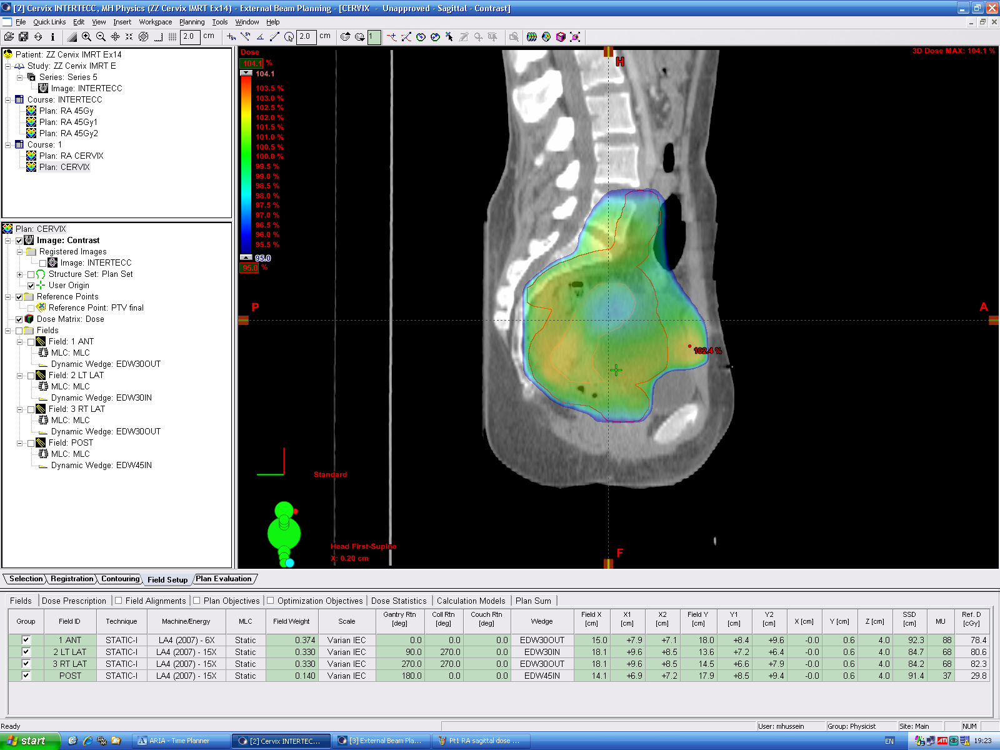 [2] Cervix INTERTECC, MH Physics (ZZ Cervix IMRT Ex14) - External Beam Planning - [CERVIX - Unapproved - Sagittal - Contrast]
File Quick Links Edit View Insert Workspace Planning Tools Window Help
2.0 cm 2.0 cm 1
Patient: ZZ Cervix IMRT Ex14
Study: ZZ Cervix IMRT E
Series: Series 5
Image: INTERTECC
Course: INTERTECC
Plan: RA 45Gy
Plan: RA 45Gy1
Plan: RA 45Gy2
Course: 1
Plan: RA CERVIX
Plan: CERVIX
Plan: CERVIX
Image: Contrast
Registered Images
Image: INTERTECC
Structure Set: Plan Set
User Origin
Reference Points
Reference Point: PTV final
Dose Matrix: Dose
Fields
Field: 1 ANT
MLC: MLC
Dynamic Wedge: EDW30OUT
Field: 2 LT LAT
MLC: MLC
Dynamic Wedge: EDW30IN
Field: 3 RT LAT
MLC: MLC
Dynamic Wedge: EDW30OUT
Field: POST
MLC: MLC
Dynamic Wedge: EDW45IN
Dose
104.1 %
104.1
103.5 %
103.0 %
102.5 %
102.0 %
101.5 %
101.0 %
100.5 %
100.0 %
99.5 %
99.0 %
98.5 %
98.0 %
97.5 %
97.0 %
96.5 %
96.0 %
95.5 %
95.0
95.0 %
3D Dose MAX: 104.1 %
H
P
A
102.4 %
F
Standard
Head First-Supine
X: 0.20 cm
Selection Registration Contouring Field Setup Plan Evaluation
Fields Dose Prescription Field Alignments Plan Objectives Optimization Objectives Dose Statistics Calculation Models Plan Sum
Group Field ID Technique Machine/Energy MLC Field Weight Scale Gantry Rtn [deg] Coll Rtn [deg] Couch Rtn [deg] Wedge Field X [cm] X1 [cm] X2 [cm] Field Y [cm] Y1 [cm] Y2 [cm] X [cm] Y [cm] Z [cm] SSD [cm] MU Ref. D [cGy]
1 ANT STATIC-I LA4 (2007) - 6X Static 0.374 Varian IEC 0.0 0.0 0.0 EDW30OUT 15.0 +7.9 +7.1 18.0 +8.4 +9.6 -0.0 0.6 4.0 92.3 88 78.4
2 LT LAT STATIC-I LA4 (2007) - 15X Static 0.330 Varian IEC 90.0 270.0 0.0 EDW30IN 18.1 +9.6 +8.5 13.6 +7.2 +6.4 -0.0 0.6 4.0 84.7 68 80.6
3 RT LAT STATIC-I LA4 (2007) - 15X Static 0.330 Varian IEC 270.0 270.0 0.0 EDW30OUT 18.1 +9.6 +8.5 14.5 +6.6 +7.9 -0.0 0.6 4.0 84.2 68 82.3
POST STATIC-I LA4 (2007) - 15X Static 0.140 Varian IEC 180.0 0.0 0.0 EDW45IN 14.1 +6.9 +7.2 17.9 +8.5 +9.4 -0.0 0.6 4.0 91.4 37 29.8
Ready User: mhussein Group: Physicist Site: Main NUM
start ARIA - Time Planner [2] Cervix INTERTEC... [3] External Beam Pla... Pt1 RA sagittal dose ... EN ATI 19:23